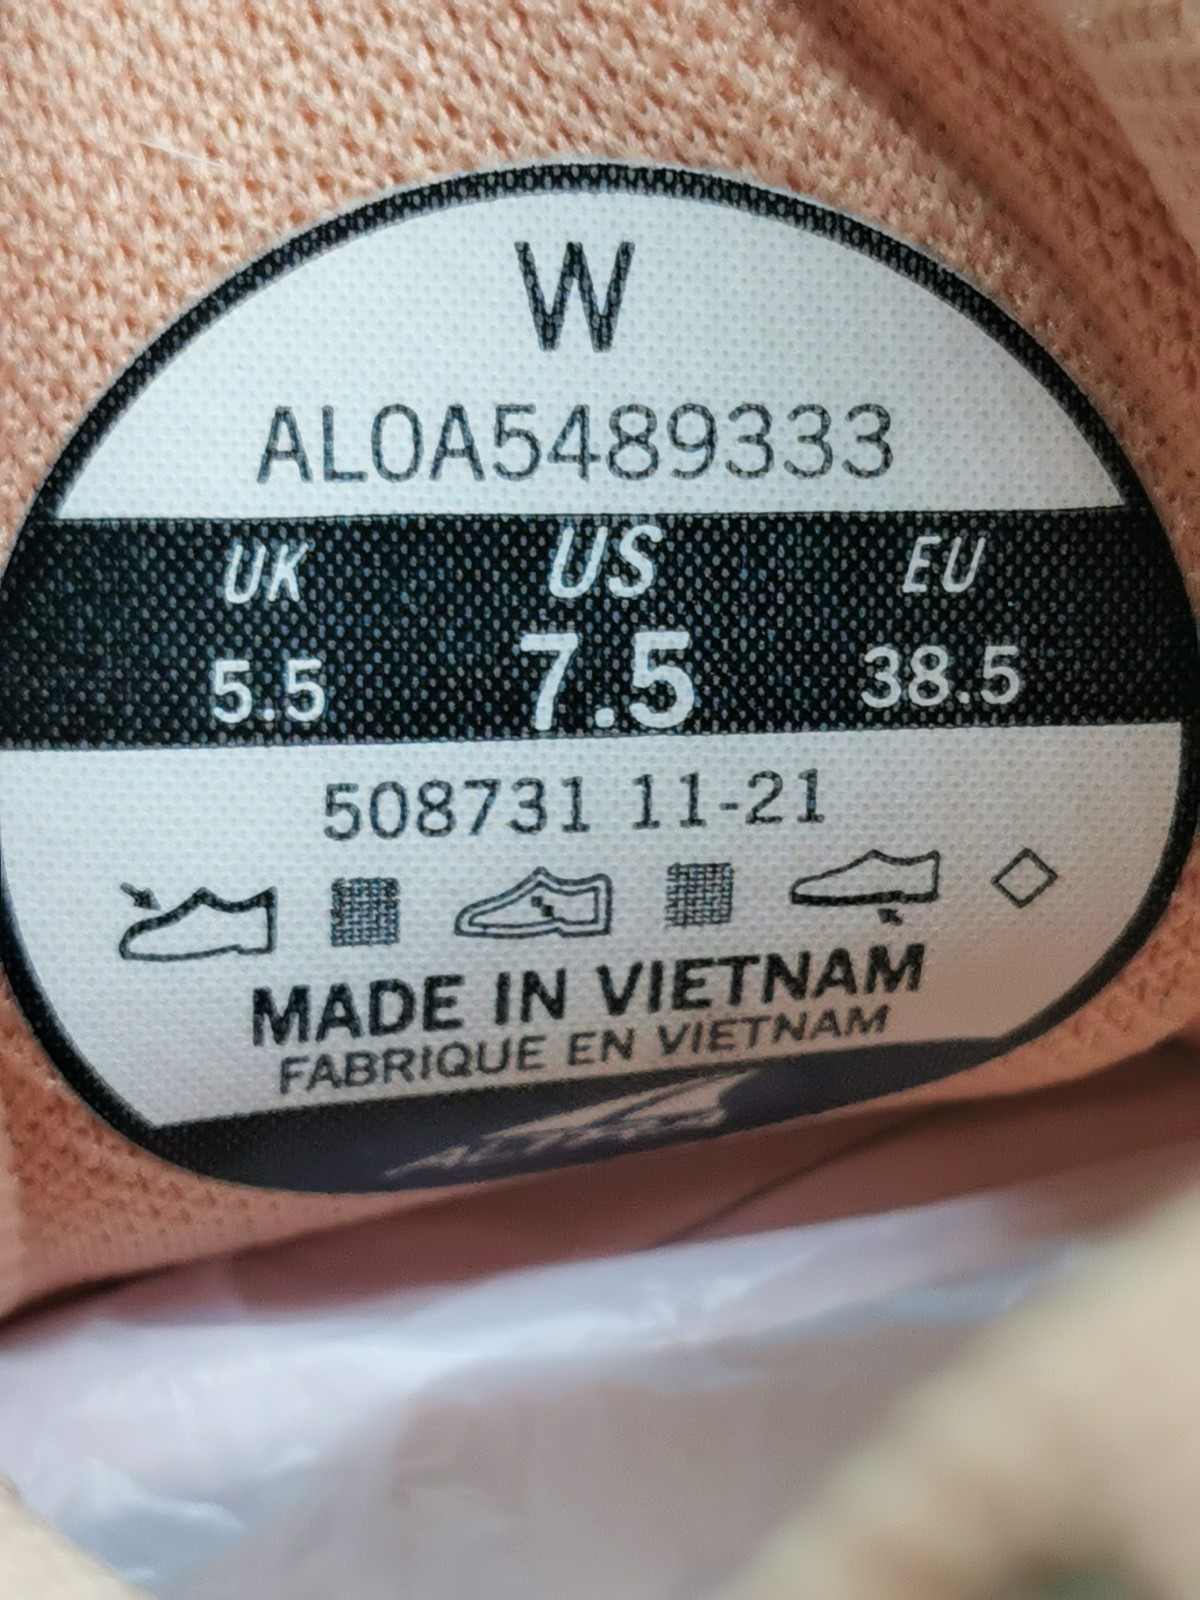 W
AL0A5489333
UK US EU
5.5 7.5 38.5
508731 11-21
MADE IN VIETNAM
FABRIQUE EN VIETNAM
ALTRA